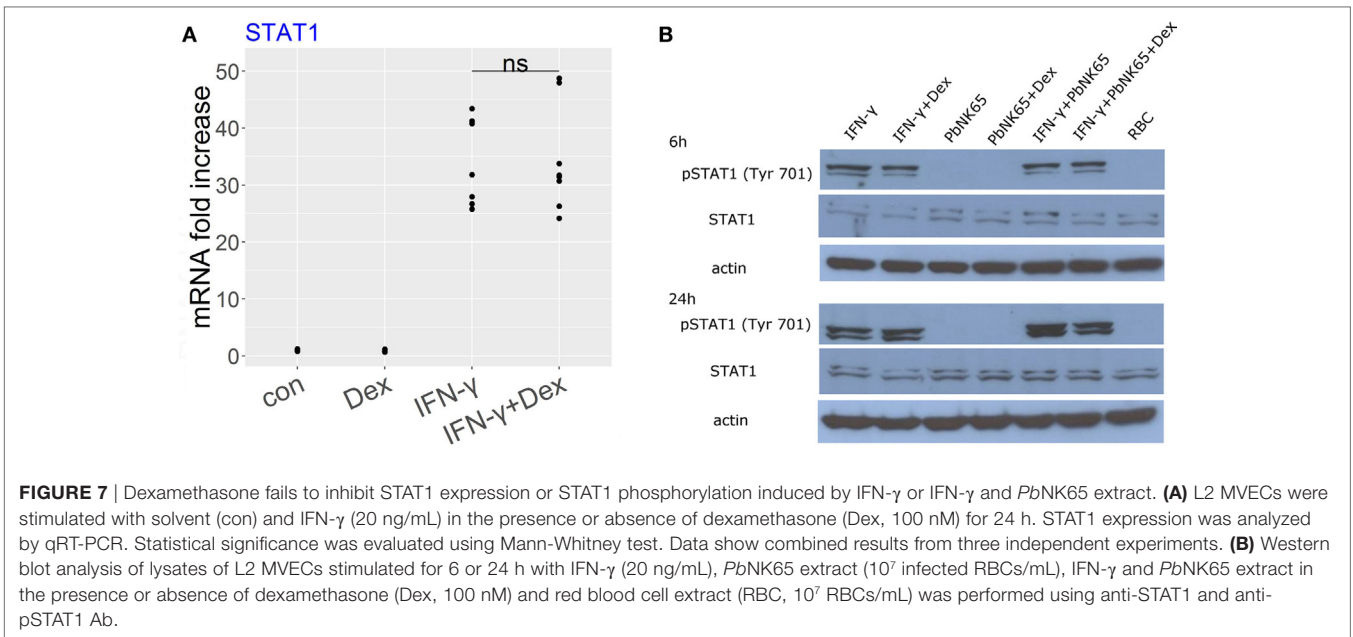 A
STAT1
mRNA fold increase
50
40
30
20
10
0
ns
con
Dex
IFN-γ
IFN-γ+Dex
B
IFN-γ
IFN-γ+Dex
PbNK65
PbNK65+Dex
IFN-γ+PbNK65
IFN-γ+PbNK65+Dex
RBC
6h
pSTAT1 (Tyr 701)
STAT1
actin
24h
pSTAT1 (Tyr 701)
STAT1
actin
FIGURE 7 | Dexamethasone fails to inhibit STAT1 expression or STAT1 phosphorylation induced by IFN-γ or IFN-γ and PbNK65 extract. (A) L2 MVECs were
stimulated with solvent (con) and IFN-γ (20 ng/mL) in the presence or absence of dexamethasone (Dex, 100 nM) for 24 h. STAT1 expression was analyzed
by qRT-PCR. Statistical significance was evaluated using Mann-Whitney test. Data show combined results from three independent experiments. (B) Western
blot analysis of lysates of L2 MVECs stimulated for 6 or 24 h with IFN-γ (20 ng/mL), PbNK65 extract (10⁷ infected RBCs/mL), IFN-γ and PbNK65 extract in
the presence or absence of dexamethasone (Dex, 100 nM) and red blood cell extract (RBC, 10⁷ RBCs/mL) was performed using anti-STAT1 and anti-
pSTAT1 Ab.